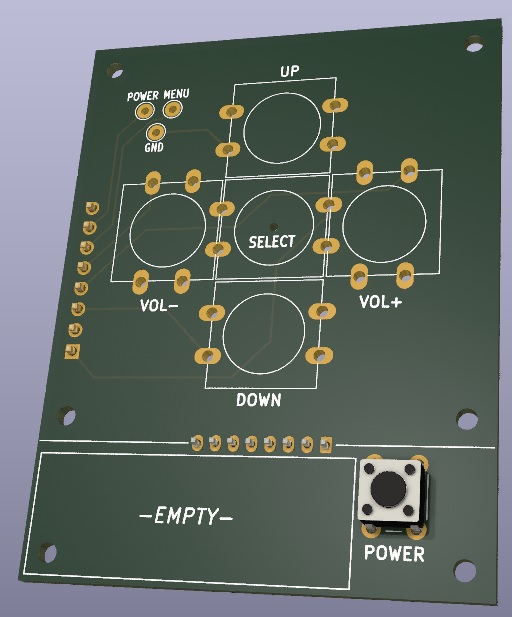 UP
POWER MENU
GND
SELECT
VOL-
VOL+
DOWN
-EMPTY-
POWER